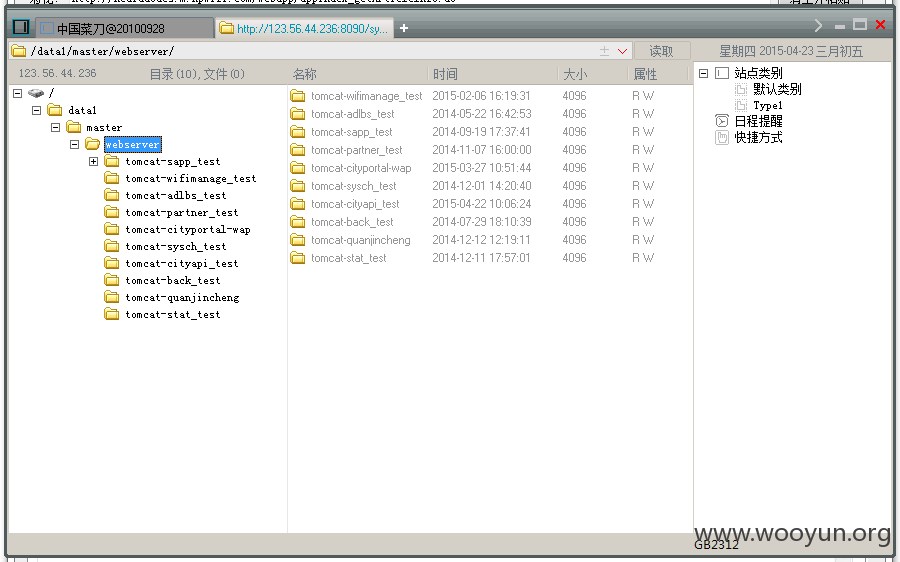 中国菜刀@20100928
http://123.56.44.236:8090/sy...
/data1/master/webserver/
读取
星期四 2015-04-23 三月初五
123.56.44.236
目录(10),文件(0)
名称 时间 大小 属性
/
data1
master
webserver
tomcat-sapp_test
tomcat-wifimanage_test
tomcat-adlbs_test
tomcat-partner_test
tomcat-cityportal-wap
tomcat-sysch_test
tomcat-cityapi_test
tomcat-back_test
tomcat-quanjincheng
tomcat-stat_test
tomcat-wifimanage_test 2015-02-06 16:19:31 4096 R W
tomcat-adlbs_test 2014-05-22 16:42:53 4096 R W
tomcat-sapp_test 2014-09-19 17:37:41 4096 R W
tomcat-partner_test 2014-11-07 16:00:00 4096 R W
tomcat-cityportal-wap 2015-03-27 10:51:44 4096 R W
tomcat-sysch_test 2014-12-01 14:20:40 4096 R W
tomcat-cityapi_test 2015-04-22 10:06:24 4096 R W
tomcat-back_test 2014-07-29 18:10:39 4096 R W
tomcat-quanjincheng 2014-12-12 12:19:11 4096 R W
tomcat-stat_test 2014-12-11 17:57:01 4096 R W
站点类别
默认类别
Type1
日程提醒
快捷方式
www.wooyun.org
GB2312